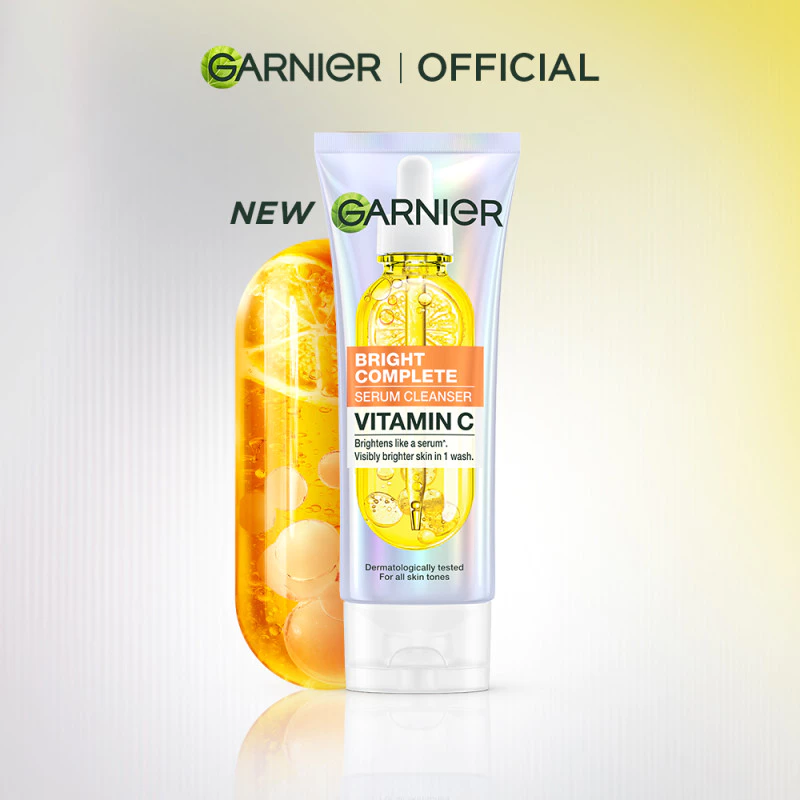 GARNIER | OFFICIAL
NEW GARNIER
BRIGHT
COMPLETE
SERUM CLEANSER
VITAMIN C
Brightens like a serum*.
Visibly brighter skin in 1 wash.
Dermatologically tested
For all skin tones